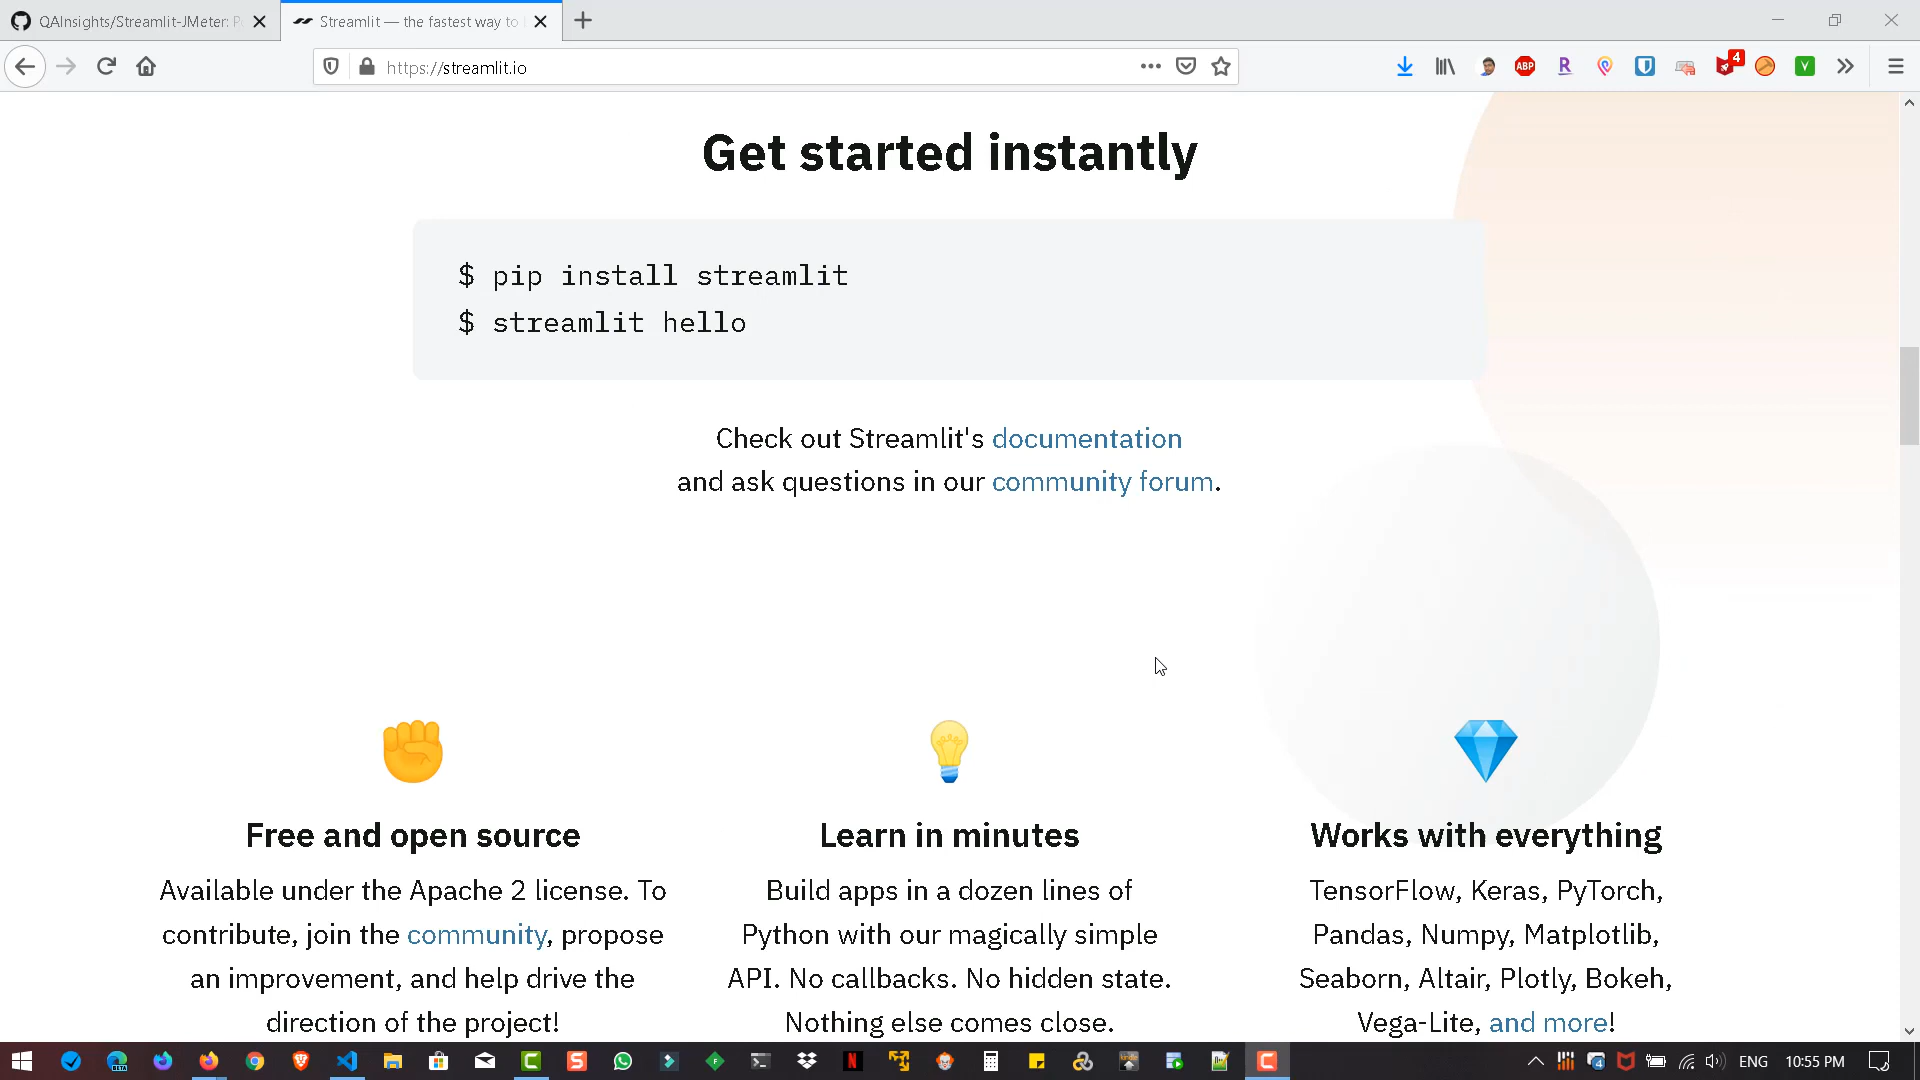 QAInsights/Streamlit-JMeter:
Streamlit — the fastest way to
https://streamlit.io
ABP
R
4
V
Get started instantly
$ pip install streamlit
$ streamlit hello
Check out Streamlit's documentation
and ask questions in our community forum.
Free and open source
Available under the Apache 2 license. To
contribute, join the community, propose
an improvement, and help drive the
direction of the project!
Learn in minutes
Build apps in a dozen lines of
Python with our magically simple
API. No callbacks. No hidden state.
Nothing else comes close.
Works with everything
TensorFlow, Keras, PyTorch,
Pandas, Numpy, Matplotlib,
Seaborn, Altair, Plotly, Bokeh,
Vega-Lite, and more!
ENG
10:55 PM